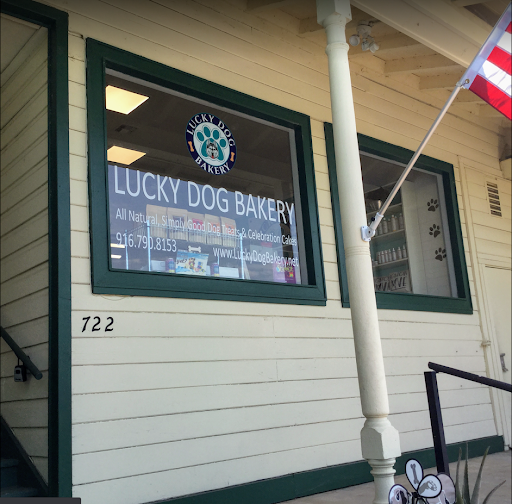 LUCKY DOG
BAKERY
LUCKY DOG BAKERY
All Natural, Simply Good Dog Treats & Celebration Cakes
916.790.8153
www.LuckyDogBakery.net
722